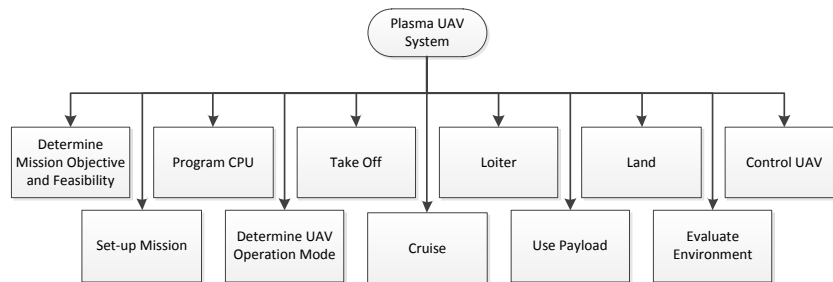 Plasma UAV
System
Determine
Mission Objective
and Feasibility
Program CPU
Take Off
Loiter
Land
Control UAV
Set-up Mission
Determine UAV
Operation Mode
Cruise
Use Payload
Evaluate
Environment